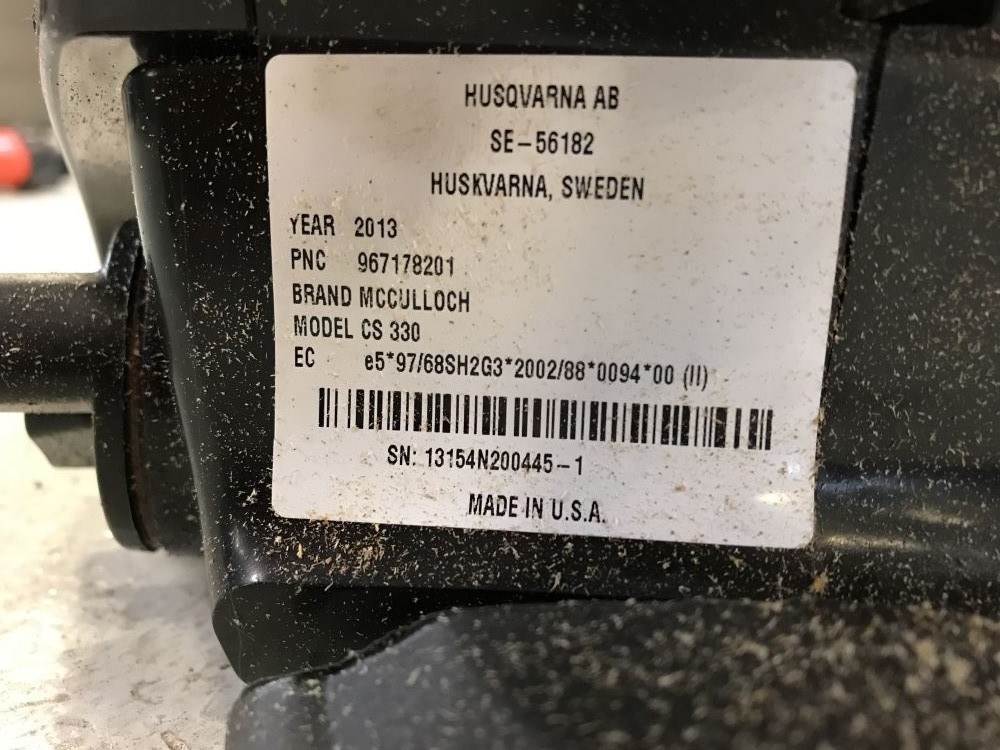 HUSQVARNA AB
SE-56182
HUSKVARNA, SWEDEN
YEAR 2013
PNC 967178201
BRAND MCCULLOCH
MODEL CS 330
EC e5*97/68SH2G3*2002/88*0094*00 (II)
SN: 13154N200445-1
MADE IN U.S.A.